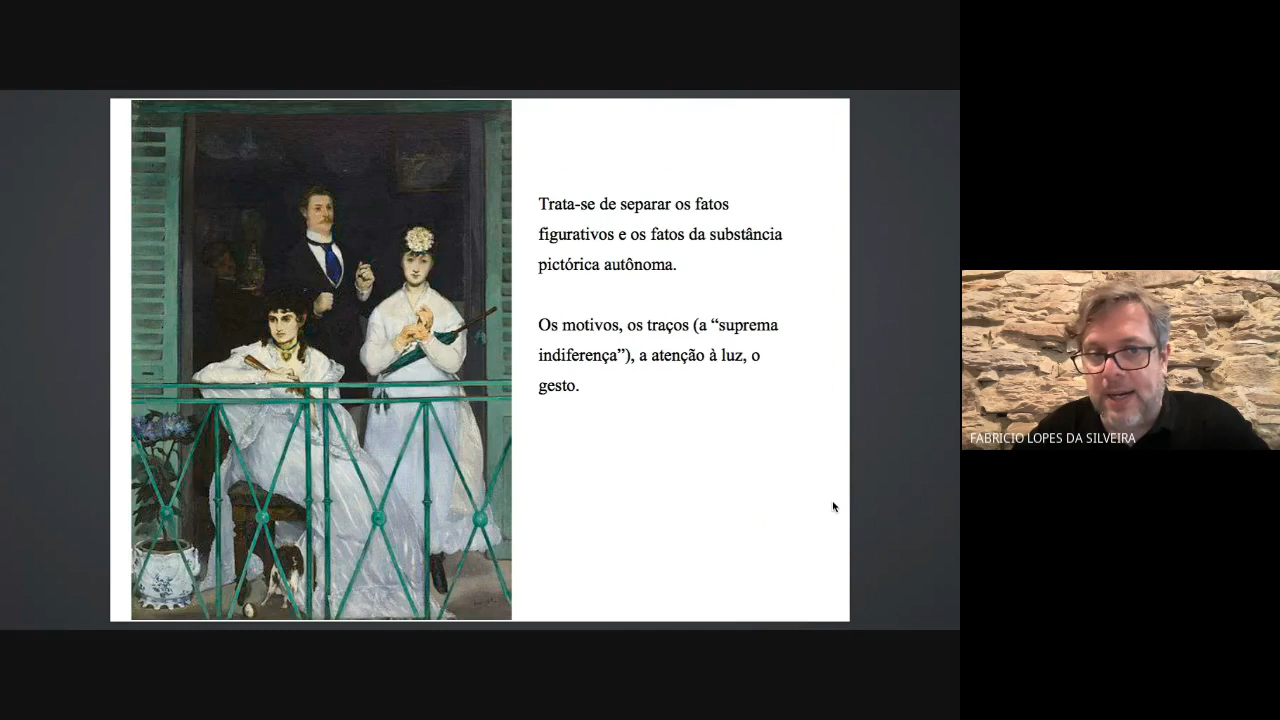 Trata-se de separar os fatos
figurativos e os fatos da substância
pictórica autônoma.
Os motivos, os traços (a “suprema
indiferença”), a atenção à luz, o
gesto.
FABRICIO LOPES DA SILVEIRA